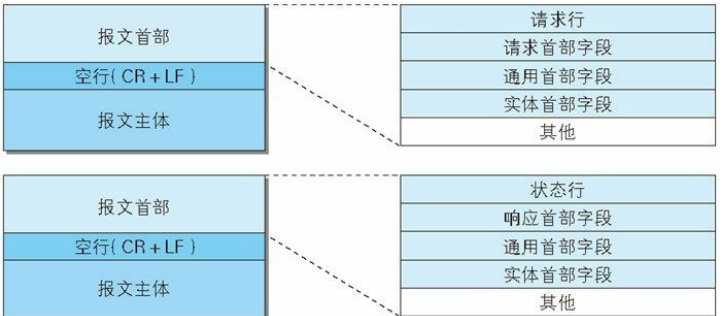 报文首部
空行( CR + LF )
报文主体
请求行
请求首部字段
通用首部字段
实体首部字段
其他
报文首部
空行( CR + LF )
报文主体
状态行
响应首部字段
通用首部字段
实体首部字段
其他